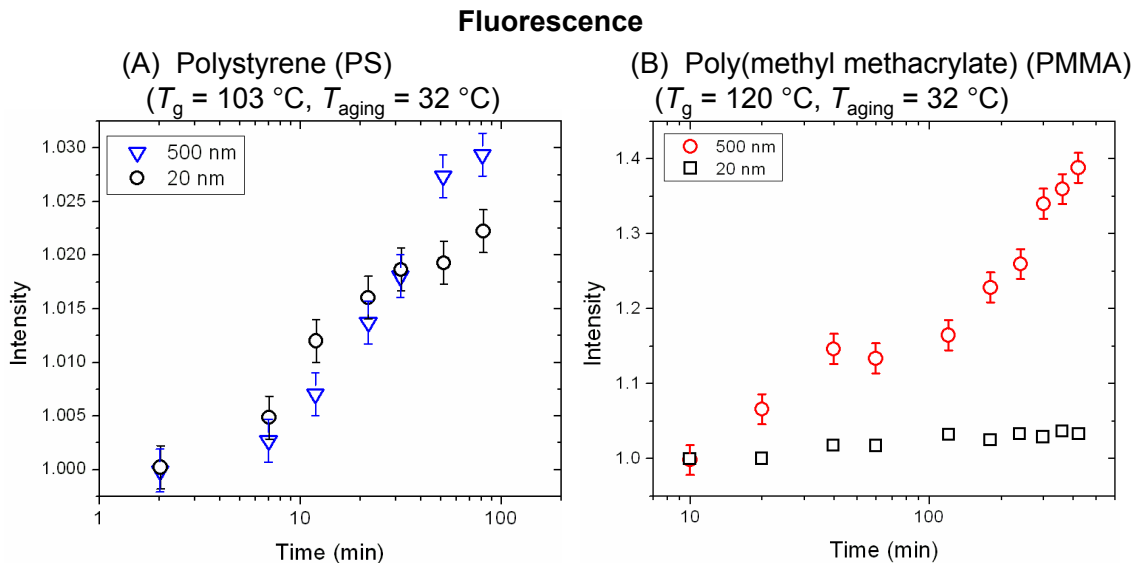 Fluorescence
(A) Polystyrene (PS)
(Tg = 103 °C, Taging = 32 °C)
1.030
1.025
1.020
1.015
1.010
1.005
1.000
Intensity
500 nm
20 nm
1
10
100
Time (min)
(B) Poly(methyl methacrylate) (PMMA)
(Tg = 120 °C, Taging = 32 °C)
1.4
1.3
1.2
1.1
1.0
Intensity
500 nm
20 nm
10
100
Time (min)